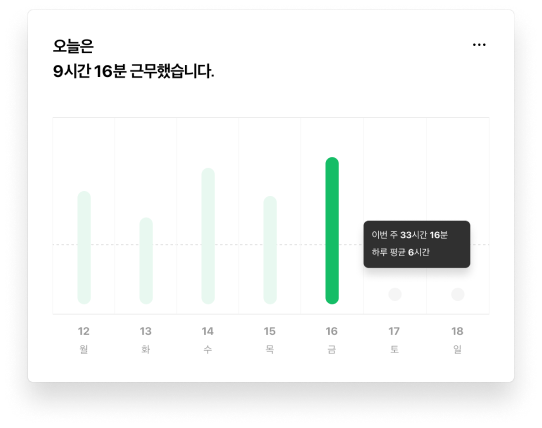 오늘은
9시간 16분 근무했습니다.
이번 주 33시간 16분
하루 평균 6시간
12 13 14 15 16 17 18
월 화 수 목 금 토 일